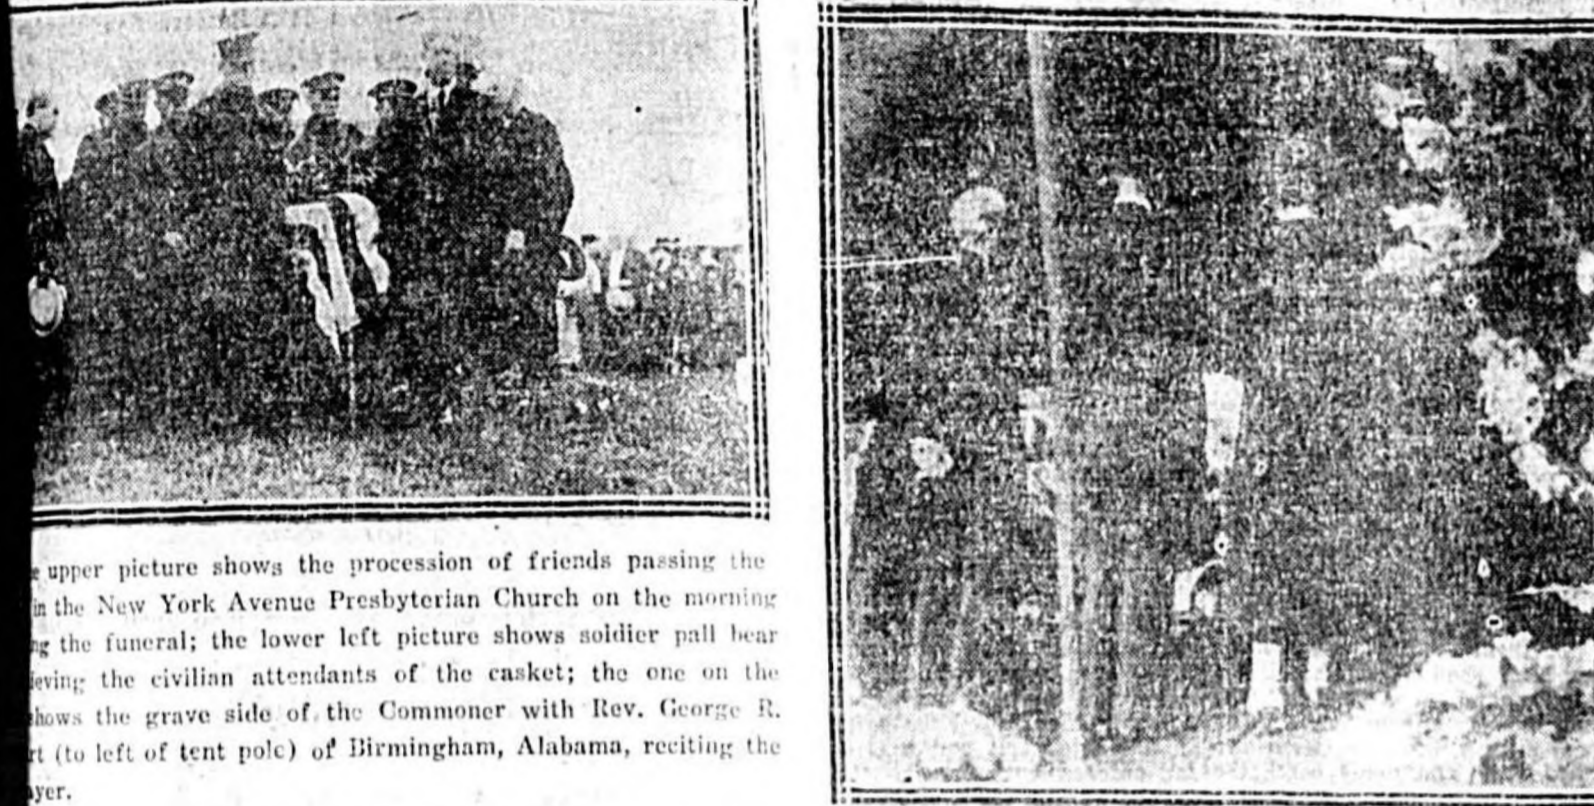 upper picture shows the procession of friends passing the
in the New York Avenue Presbyterian Church on the morning
the funeral; the lower left picture shows soldier pall bear
ieving the civilian attendants of the casket; the one on the
hows the grave side of the Commoner with Rev. George R.
rt (to left of tent pole) of Birmingham, Alabama, reciting the
yer.